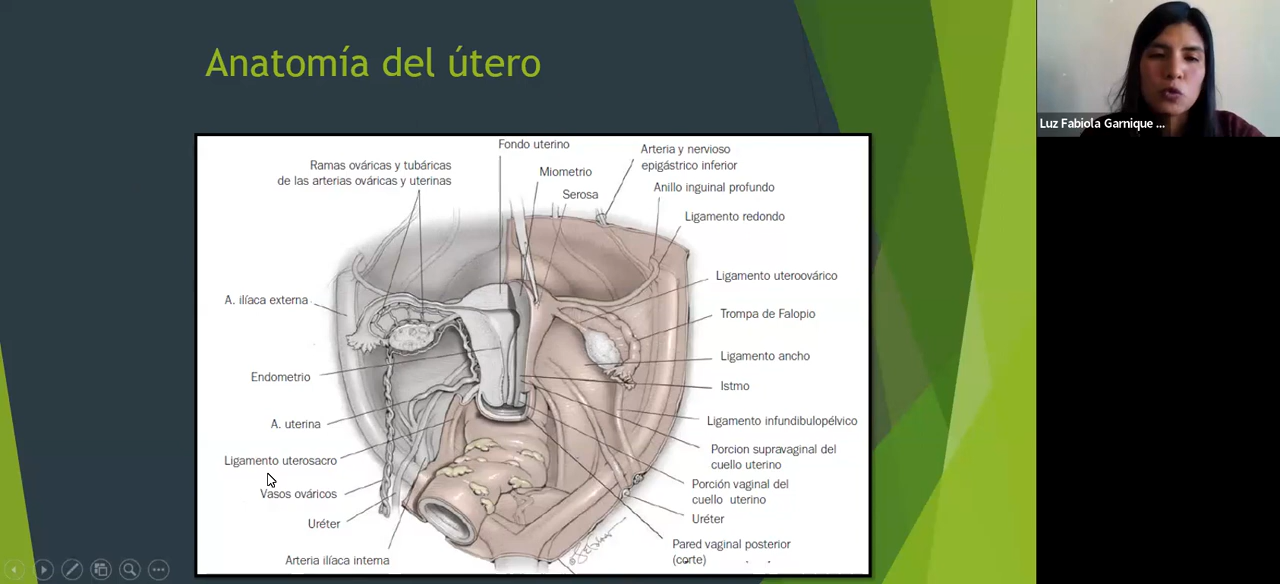 Anatomía del útero
Luz Fabiola Garnique ...
Fondo uterino
Arteria y nervioso
epigástrico inferior
Ramas ováricas y tubáricas
de las arterias ováricas y uterinas
Miometrio
Serosa
Anillo inguinal profundo
Ligamento redondo
Ligamento uteroovárico
A. ilíaca externa
Trompa de Falopio
Ligamento ancho
Endometrio
Istmo
A. uterina
Ligamento infundibulopélvico
Porcion supravaginal del
cuello uterino
Ligamento uterosacro
Porción vaginal del
cuello uterino
Vasos ováricos
Uréter
Uréter
Pared vaginal posterior
(corte)
Arteria ilíaca interna